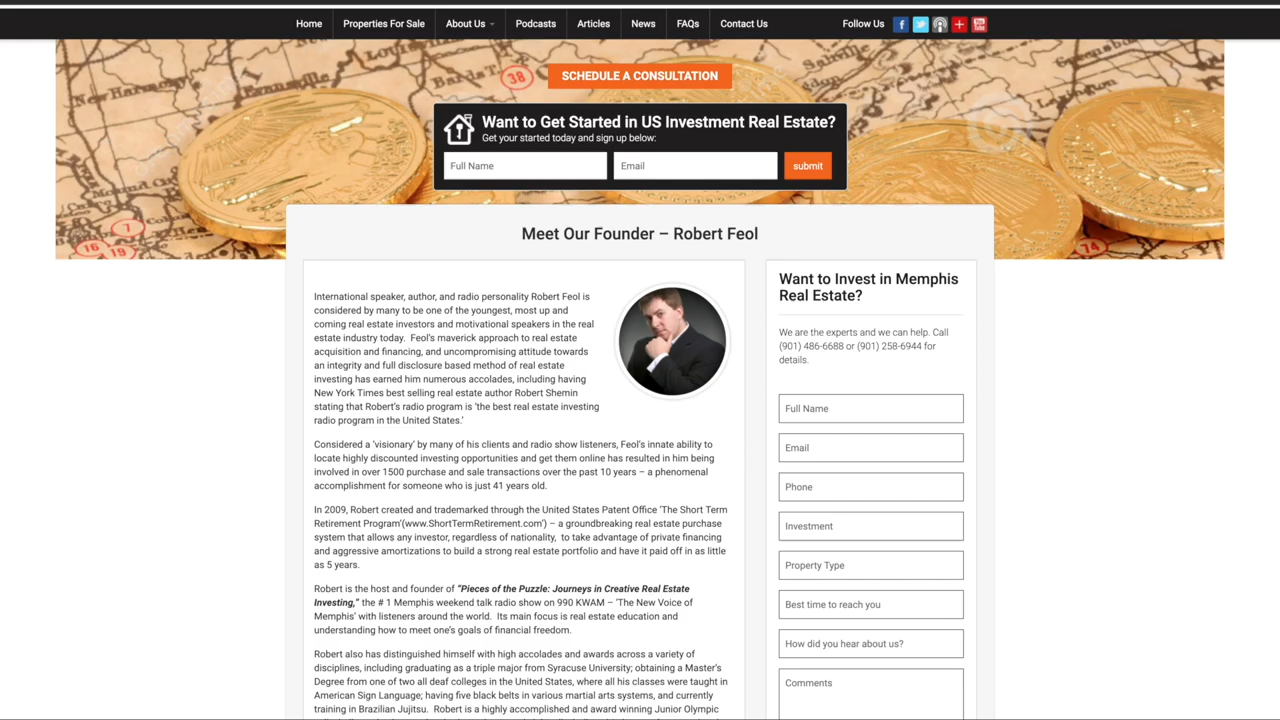 Home Properties For Sale About Us Podcasts Articles News FAQs Contact Us Follow Us
38
SCHEDULE A CONSULTATION
Want to Get Started in US Investment Real Estate?
Get your started today and sign up below:
Full Name Email submit
7
16
19
74
Meet Our Founder – Robert Feol
International speaker, author, and radio personality Robert Feol is
considered by many to be one of the youngest, most up and
coming real estate investors and motivational speakers in the real
estate industry today. Feol's maverick approach to real estate
acquisition and financing, and uncompromising attitude towards
an integrity and full disclosure based method of real estate
investing has earned him numerous accolades, including having
New York Times best selling real estate author Robert Shemin
stating that Robert's radio program is 'the best real estate investing
radio program in the United States.'
Considered a 'visionary' by many of his clients and radio show listeners, Feol's innate ability to
locate highly discounted investing opportunities and get them online has resulted in him being
involved in over 1500 purchase and sale transactions over the past 10 years – a phenomenal
accomplishment for someone who is just 41 years old.
In 2009, Robert created and trademarked through the United States Patent Office 'The Short Term
Retirement Program'(www.ShortTermRetirement.com') – a groundbreaking real estate purchase
system that allows any investor, regardless of nationality, to take advantage of private financing
and aggressive amortizations to build a strong real estate portfolio and have it paid off in as little
as 5 years.
Robert is the host and founder of "Pieces of the Puzzle: Journeys in Creative Real Estate
Investing," the # 1 Memphis weekend talk radio show on 990 KWAM – 'The New Voice of
Memphis' with listeners around the world. Its main focus is real estate education and
understanding how to meet one's goals of financial freedom.
Robert also has distinguished himself with high accolades and awards across a variety of
disciplines, including graduating as a triple major from Syracuse University; obtaining a Master's
Degree from one of two all deaf colleges in the United States, where all his classes were taught in
American Sign Language; having five black belts in various martial arts systems, and currently
training in Brazilian Jujitsu. Robert is a highly accomplished and award winning Junior Olympic
Want to Invest in Memphis
Real Estate?
We are the experts and we can help. Call
(901) 486-6688 or (901) 258-6944 for
details.
Full Name
Email
Phone
Investment
Property Type
Best time to reach you
How did you hear about us?
Comments